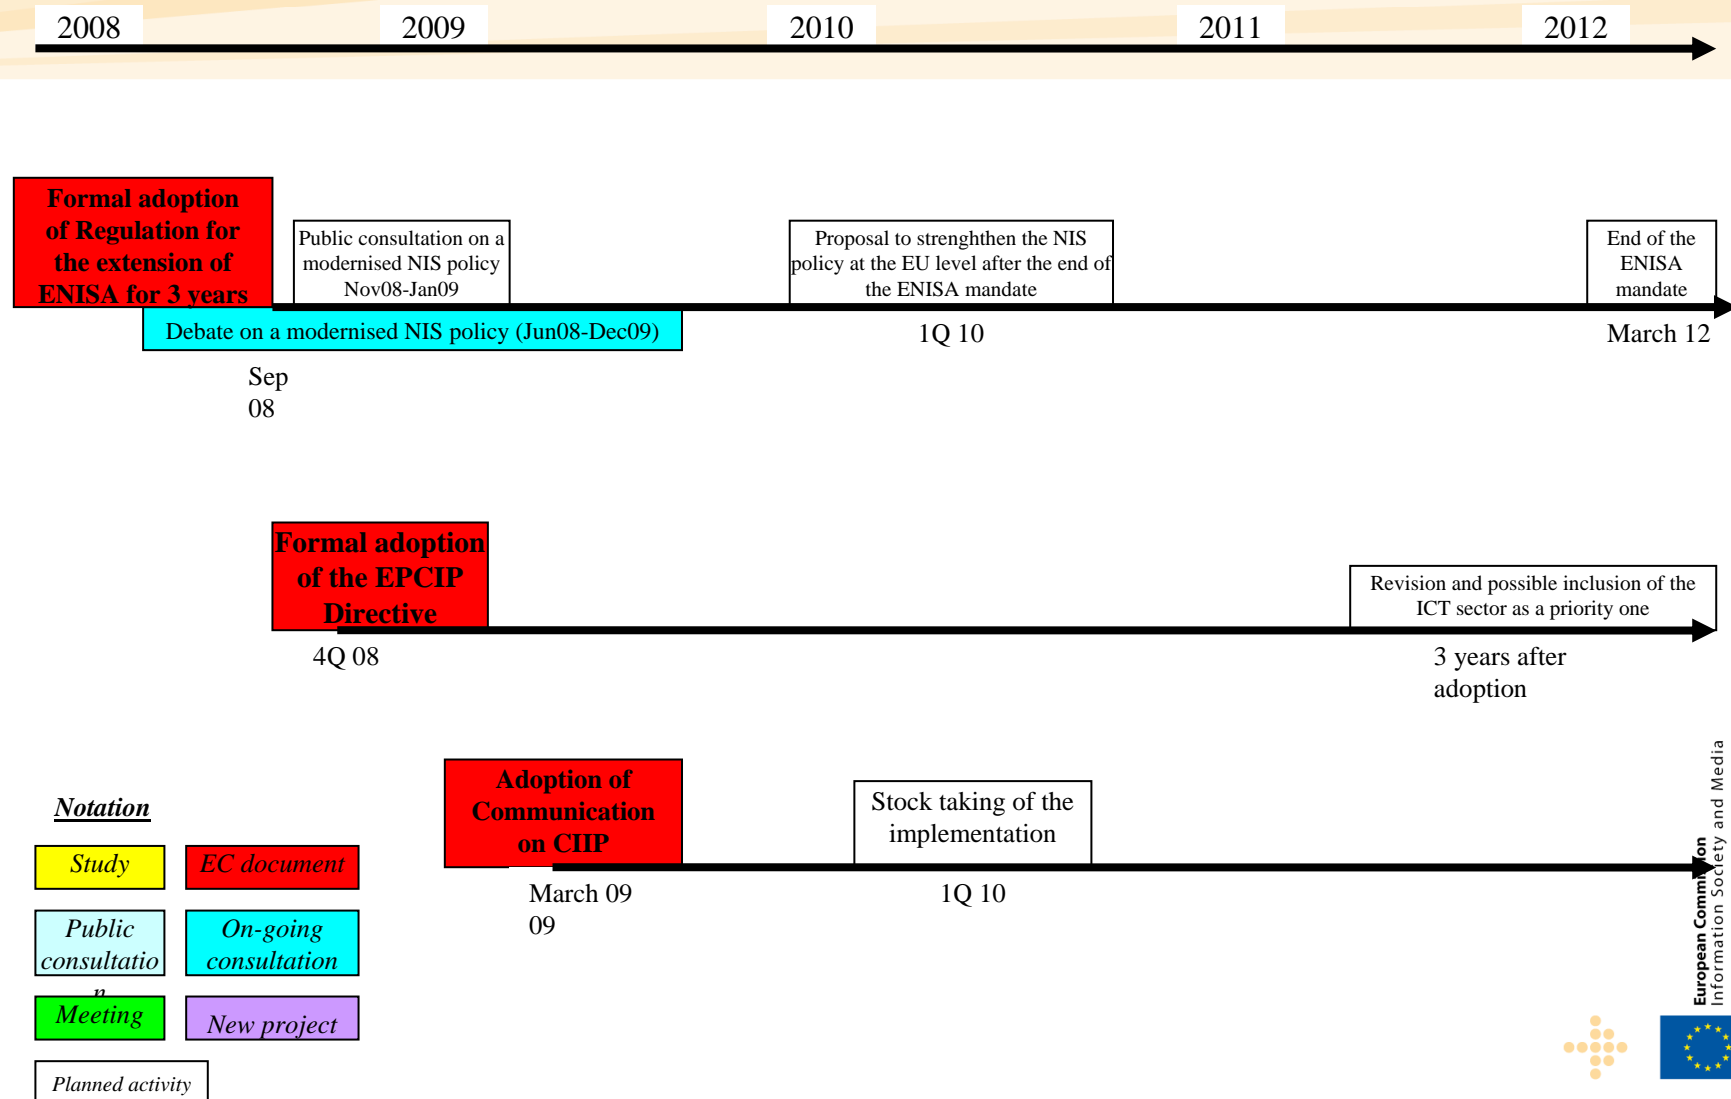 2008
2009
2010
2011
2012
Formal adoption
of Regulation for
the extension of
ENISA for 3 years
Public consultation on a
modernised NIS policy
Nov08-Jan09
Proposal to strenghthen the NIS
policy at the EU level after the end of
the ENISA mandate
End of the
ENISA
mandate
Debate on a modernised NIS policy (Jun08-Dec09)
1Q 10
March 12
Sep
08
Formal adoption
of the EPCIP
Directive
Revision and possible inclusion of the
ICT sector as a priority one
4Q 08
3 years after
adoption
Adoption of
Communication
on CIIP
Stock taking of the
implementation
March 09
09
1Q 10
Notation
Study
EC document
Public
consultatio
n
On-going
consultation
Meeting
New project
Planned activity
European Commission
Information Society and Media